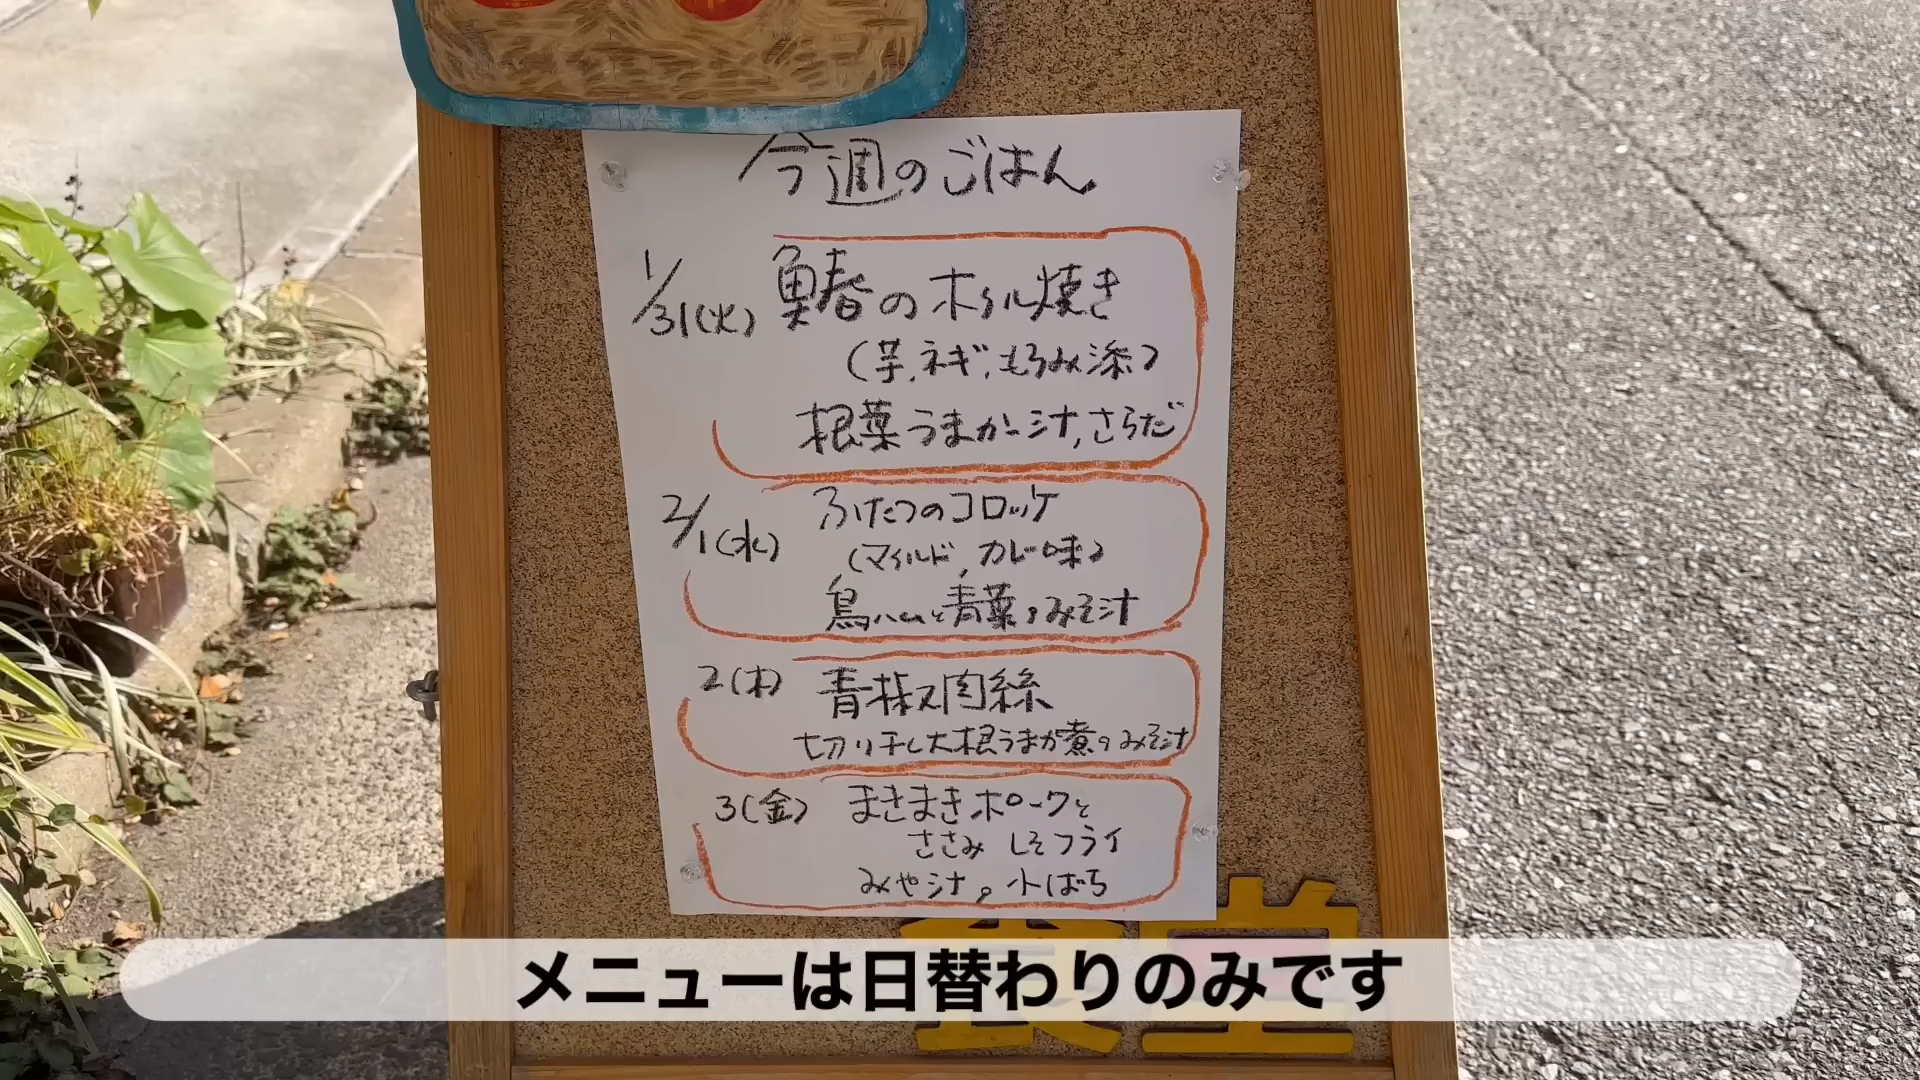 今週のごはん
1/31(火) 鰆のホイル焼き
(芋、ネギ、もろみ添)
根菜うまかー汁、さらだ
2/1(水) ふたつのコロッケ
(マイルド、カレー味)
鳥ハムと青菜のみそ汁
2(木) 青椒肉絲
切り干し大根うまか煮のみそ汁
3(金) まきまきポークと
ささみ しそフライ
みや汁。小ばち
食堂
メニューは日替わりのみです